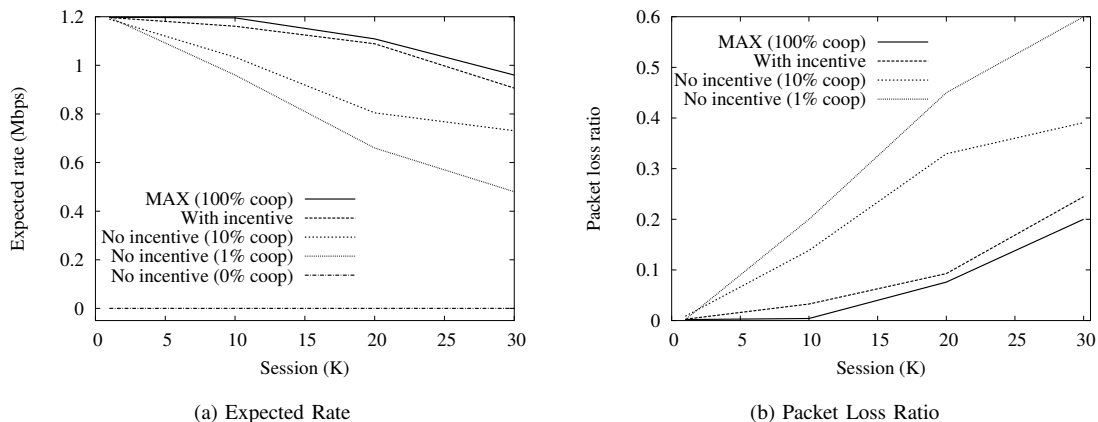 1.2
1
0.8
0.6
0.4
0.2
0
Expected rate (Mbps)
MAX (100% coop)
With incentive
No incentive (10% coop)
No incentive (1% coop)
No incentive (0% coop)
0 5 10 15 20 25 30
Session (K)
(a) Expected Rate
0.6
0.5
0.4
0.3
0.2
0.1
0
Packet loss ratio
MAX (100% coop)
With incentive
No incentive (10% coop)
No incentive (1% coop)
0 5 10 15 20 25 30
Session (K)
(b) Packet Loss Ratio